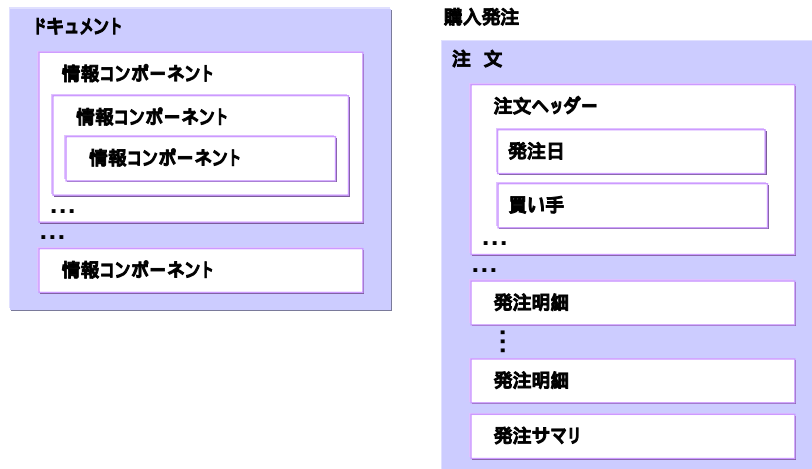 ドキュメント
情報コンポーネント
情報コンポーネント
情報コンポーネント
...
...
情報コンポーネント
購入発注
注 文
注文ヘッダー
発注日
買い手
...
...
発注明細
⋮
発注明細
発注サマリ